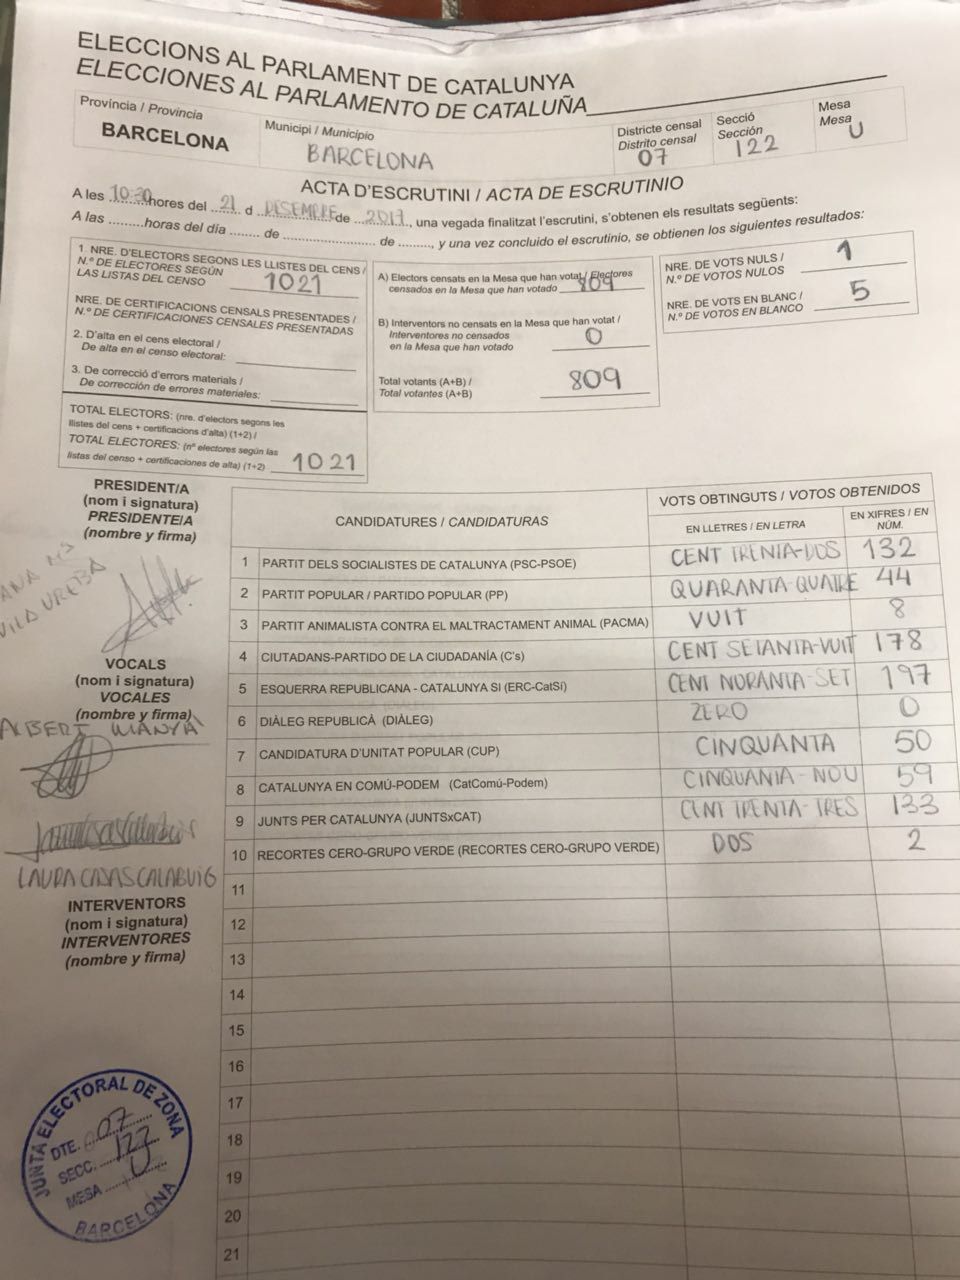 ELECCIONS AL PARLAMENT DE CATALUNYA
ELECCIONES AL PARLAMENTO DE CATALUÑA
Província / Provincia
BARCELONA
Municipi / Municipio
BARCELONA
Districte censal
Distrito censal
07
Secció
Sección
122
Mesa
Mesa
U
ACTA D'ESCRUTINI / ACTA DE ESCRUTINIO
A les 10:30 hores del 21 d DESEMBRE de 2017, una vegada finalitzat l'escrutini, s'obtenen els resultats següents:
A las ......... horas del día ........ de ........................ de ........, y una vez concluido el escrutinio, se obtienen los siguientes resultados:
1. NRE. D'ELECTORS SEGONS LES LLISTES DEL CENS /
N.º DE ELECTORES SEGÚN
LAS LISTAS DEL CENSO 1021
NRE. DE CERTIFICACIONS CENSALS PRESENTADES /
N.º DE CERTIFICACIONES CENSALES PRESENTADAS
2. D'alta en el cens electoral /
De alta en el censo electoral:
3. De correcció d'errors materials /
De corrección de errores materiales:
TOTAL ELECTORS: (nre. d'electors segons les
llistes del cens + certificacions d'alta) (1+2) /
TOTAL ELECTORES: (nº electores según las
listas del censo + certificaciones de alta) (1+2) 1021
A) Electors censats en la Mesa que han votat / Electores
censados en la Mesa que han votado 809
B) Interventors no censats en la Mesa que han votat /
Interventores no censados
en la Mesa que han votado 0
Total votants (A+B) /
Total votantes (A+B) 809
NRE. DE VOTS NULS /
N.º DE VOTOS NULOS 1
NRE. DE VOTS EN BLANC /
N.º DE VOTOS EN BLANCO 5
PRESIDENT/A
(nom i signatura)
PRESIDENTE/A
(nombre y firma)
VOCALS
(nom i signatura)
VOCALES
(nombre y firma)
ALBERT
LAURA CASAS CALABUIG
INTERVENTORS
(nom i signatura)
INTERVENTORES
(nombre y firma)
CANDIDATURES / CANDIDATURAS
VOTS OBTINGUTS / VOTOS OBTENIDOS
EN LLETRES / EN LETRA
EN XIFRES / EN NÚM.
1 PARTIT DELS SOCIALISTES DE CATALUNYA (PSC-PSOE) CENT TRENTA-DOS 132
2 PARTIT POPULAR / PARTIDO POPULAR (PP) QUARANTA-QUATRE 44
3 PARTIT ANIMALISTA CONTRA EL MALTRACTAMENT ANIMAL (PACMA) VUIT 8
4 CIUTADANS-PARTIDO DE LA CIUDADANÍA (C's) CENT SETANTA-VUIT 178
5 ESQUERRA REPUBLICANA - CATALUNYA SI (ERC-CatSí) CENT NORANTA-SET 197
6 DIÀLEG REPUBLICÀ (DIÀLEG) ZERO 0
7 CANDIDATURA D'UNITAT POPULAR (CUP) CINQUANTA 50
8 CATALUNYA EN COMÚ-PODEM (CatComú-Podem) CINQUANTA-NOU 59
9 JUNTS PER CATALUNYA (JUNTSxCAT) CENT TRENTA-TRES 133
10 RECORTES CERO-GRUPO VERDE (RECORTES CERO-GRUPO VERDE) DOS 2
11
12
13
14
15
16
17
18
19
20
21
JUNTA ELECTORAL DE ZONA
DTE. 07
SECC. 122
MESA U
BARCELONA